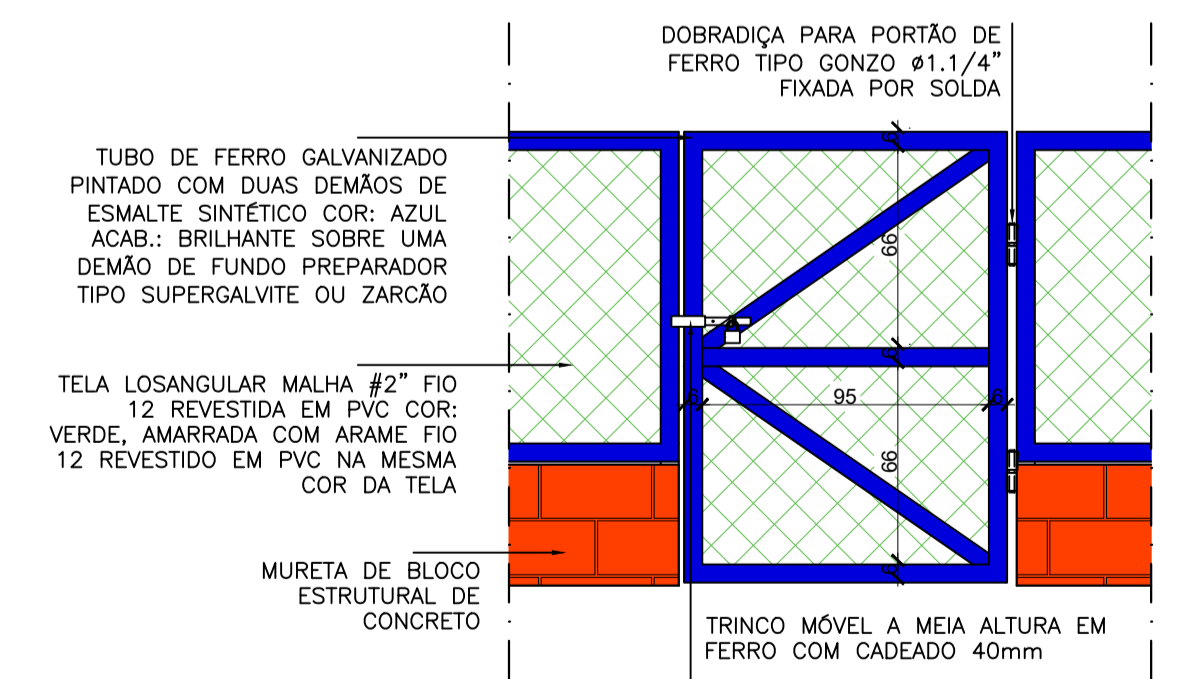 DOBRADIÇA PARA PORTÃO DE
FERRO TIPO GONZO ø1.1/4"
FIXADA POR SOLDA
TUBO DE FERRO GALVANIZADO
PINTADO COM DUAS DEMÃOS DE
ESMALTE SINTÉTICO COR: AZUL
ACAB.: BRILHANTE SOBRE UMA
DEMÃO DE FUNDO PREPARADOR
TIPO SUPERGALVITE OU ZARCÃO
6
66
6
TELA LOSANGULAR MALHA #2" FIO
12 REVESTIDA EM PVC COR:
VERDE, AMARRADA COM ARAME FIO
12 REVESTIDO EM PVC NA MESMA
COR DA TELA
6
95
6
66
6
MURETA DE BLOCO
ESTRUTURAL DE
CONCRETO
TRINCO MÓVEL A MEIA ALTURA EM
FERRO COM CADEADO 40mm